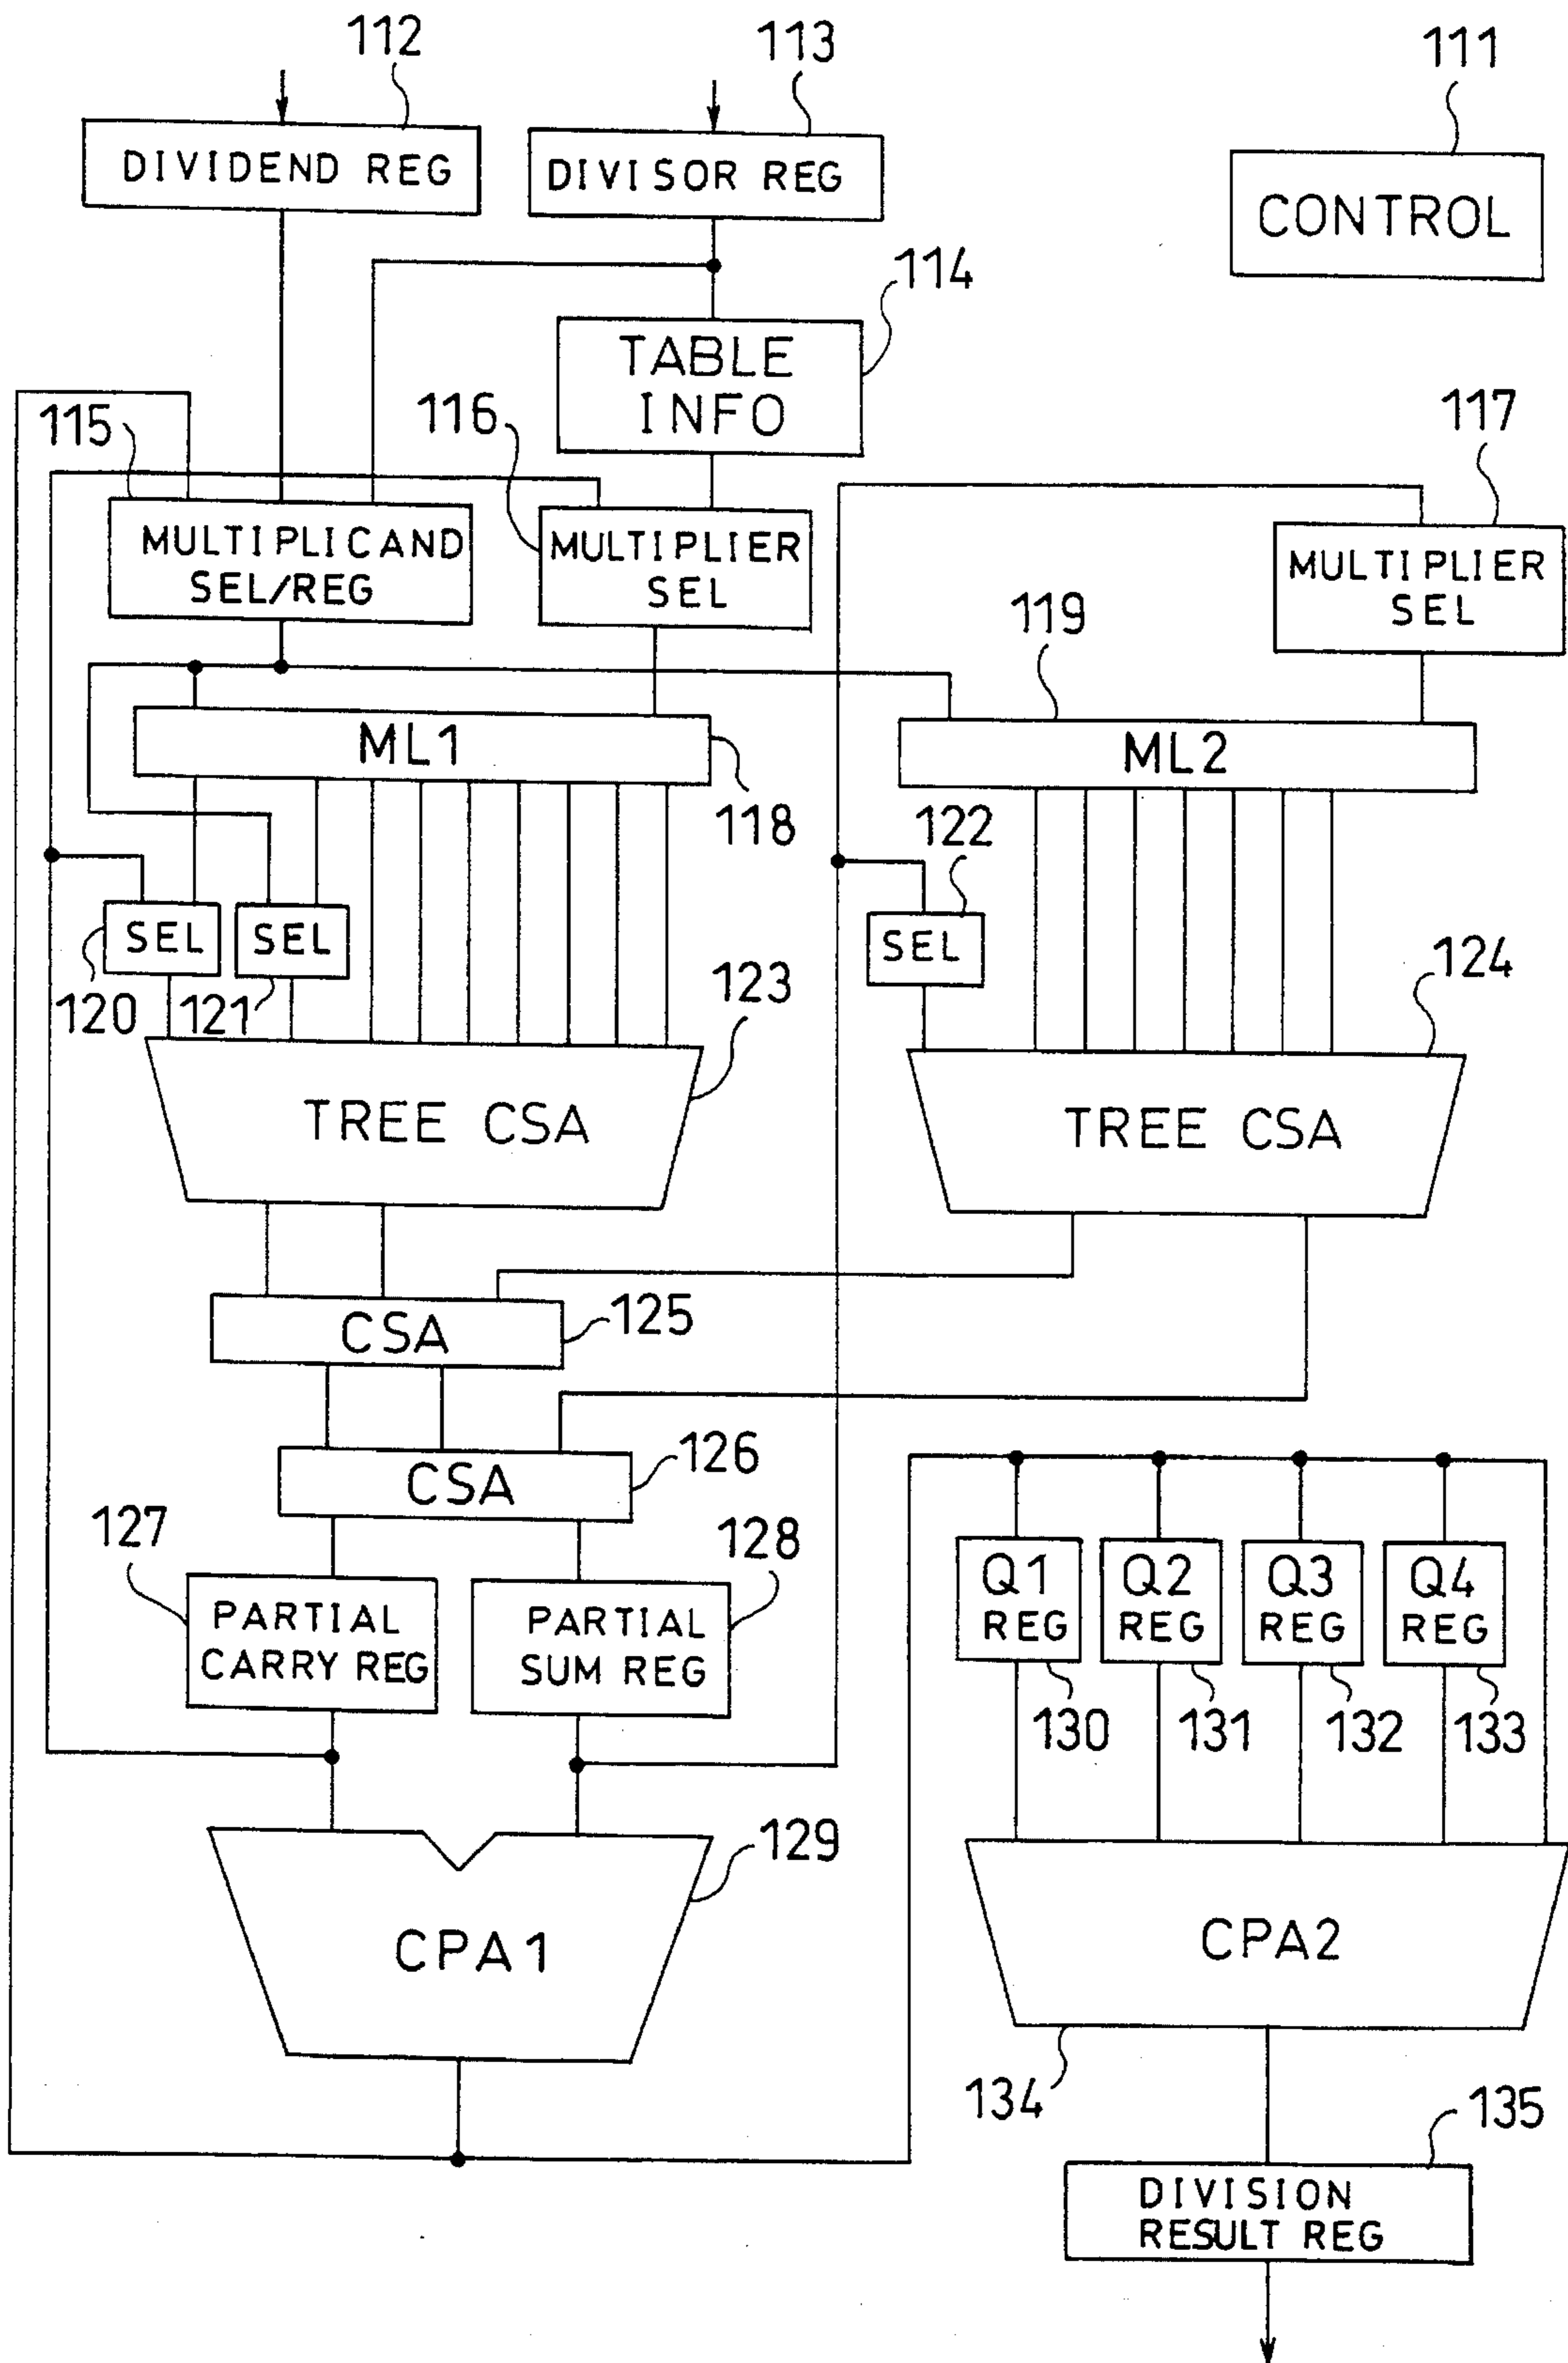 112
113
111
DIVIDEND REG
DIVISOR REG
CONTROL
114
TABLE
INFO
115
116
117
MULTIPLICAND
SEL/REG
MULTIPLIER
SEL
MULTIPLIER
SEL
119
ML1
ML2
118
122
SEL
SEL
SEL
120
121
123
124
TREE CSA
TREE CSA
CSA
125
CSA
126
127
128
PARTIAL
CARRY REG
PARTIAL
SUM REG
Q1
REG
Q2
REG
Q3
REG
Q4
REG
130
131
132
133
129
CPA1
CPA2
134
135
DIVISION
RESULT REG